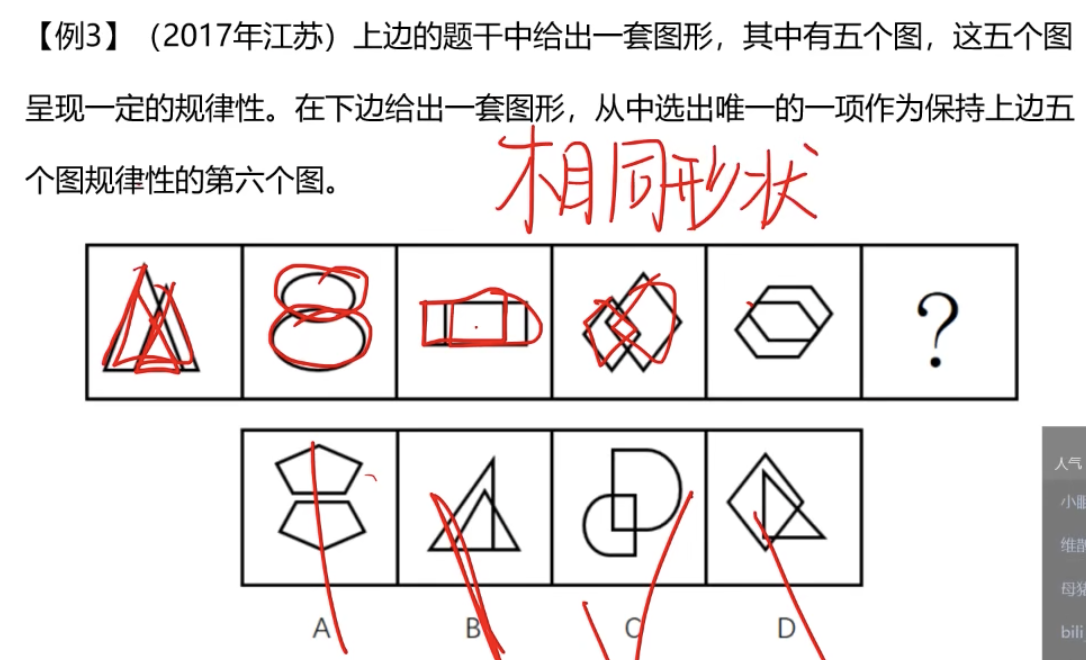 【例3】（2017年江苏）上边的题干中给出一套图形，其中有五个图，这五个图
呈现一定的规律性。在下边给出一套图形，从中选出唯一的一项作为保持上边五
个图规律性的第六个图。
相同形状
?
A B C D
人气
小
维
母猪
bili